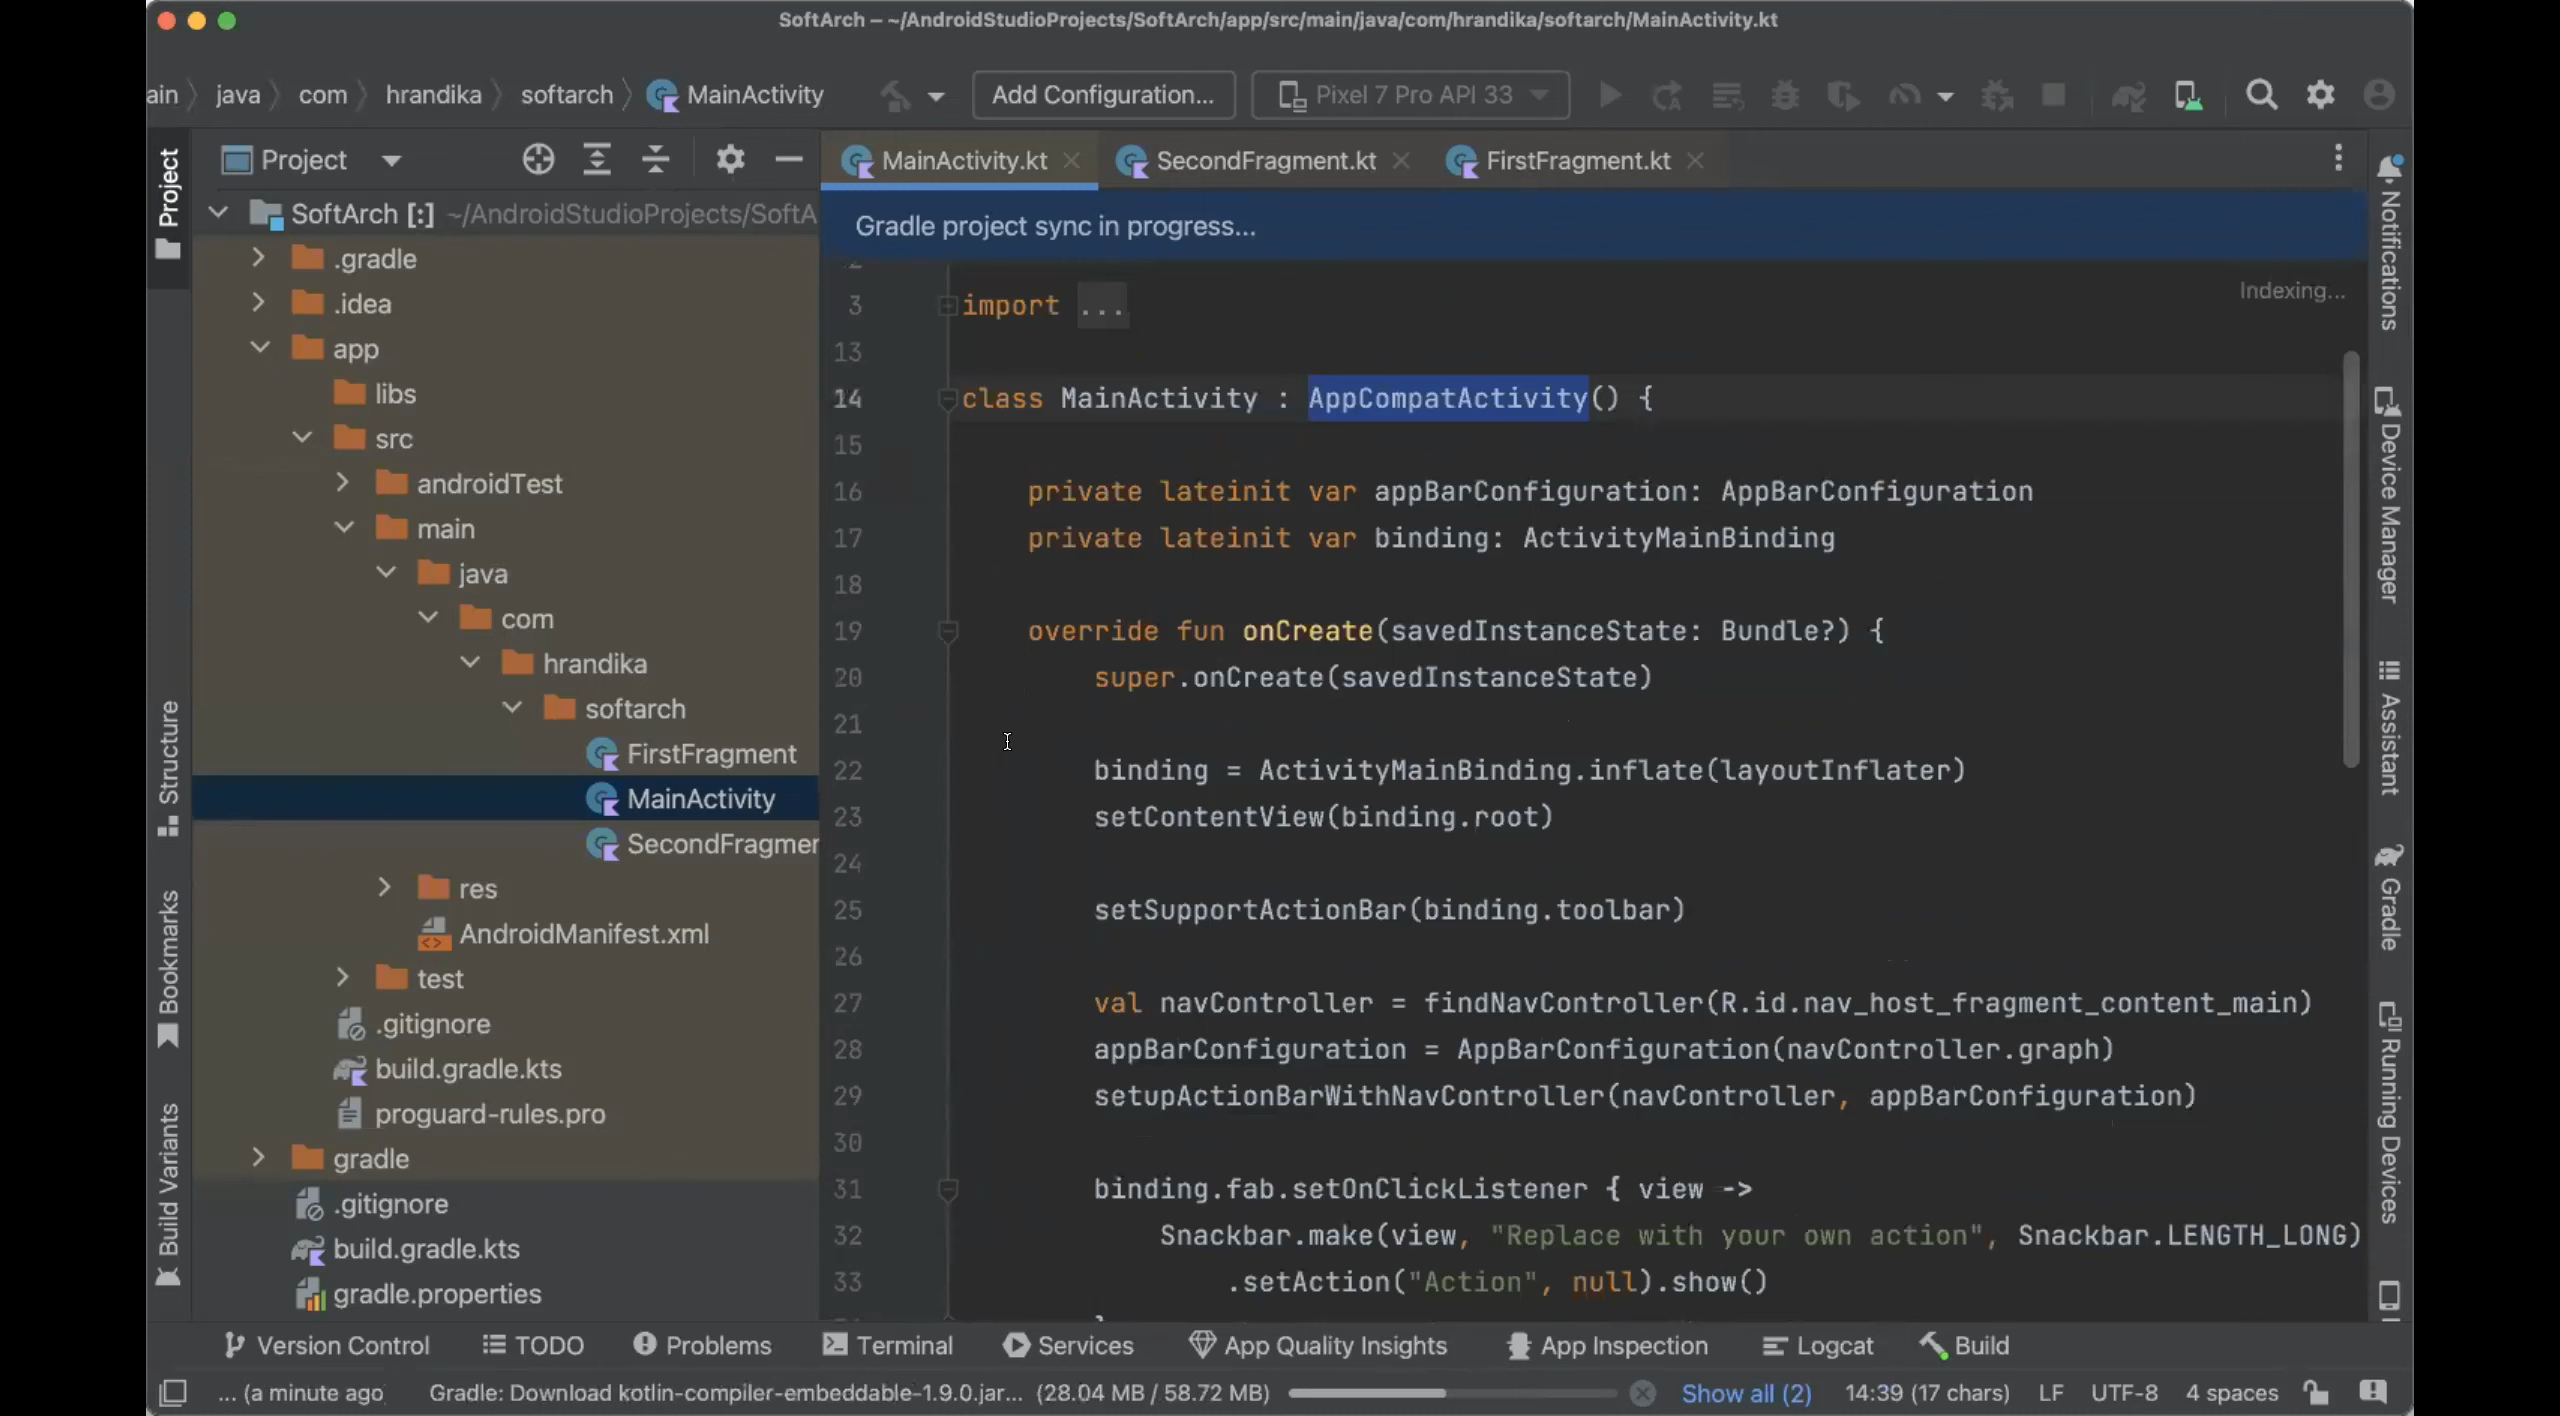 SoftArch – ~/AndroidStudioProjects/SoftArch/app/src/main/java/com/hrandika/softarch/MainActivity.kt
ain java com hrandika softarch MainActivity Add Configuration... Pixel 7 Pro API 33
Project
Structure
Bookmarks
Build Variants
Project
SoftArch [:] ~/AndroidStudioProjects/SoftA
.gradle
.idea
app
libs
src
androidTest
main
java
com
hrandika
softarch
FirstFragment
MainActivity
SecondFragmer
res
AndroidManifest.xml
test
.gitignore
build.gradle.kts
proguard-rules.pro
gradle
.gitignore
build.gradle.kts
gradle.properties
MainActivity.kt SecondFragment.kt FirstFragment.kt
Gradle project sync in progress...
Indexing...
3 import ...
13
14 class MainActivity : AppCompatActivity() {
15
16 private lateinit var appBarConfiguration: AppBarConfiguration
17 private lateinit var binding: ActivityMainBinding
18
19 override fun onCreate(savedInstanceState: Bundle?) {
20 super.onCreate(savedInstanceState)
21
22 binding = ActivityMainBinding.inflate(layoutInflater)
23 setContentView(binding.root)
24
25 setSupportActionBar(binding.toolbar)
26
27 val navController = findNavController(R.id.nav_host_fragment_content_main)
28 appBarConfiguration = AppBarConfiguration(navController.graph)
29 setupActionBarWithNavController(navController, appBarConfiguration)
30
31 binding.fab.setOnClickListener { view ->
32 Snackbar.make(view, "Replace with your own action", Snackbar.LENGTH_LONG)
33 .setAction("Action", null).show()
Notifications
Device Manager
Assistant
Gradle
Running Devices
Version Control TODO Problems Terminal Services App Quality Insights App Inspection Logcat Build
... (a minute ago Gradle: Download kotlin-compiler-embeddable-1.9.0.jar... (28.04 MB / 58.72 MB) Show all (2) 14:39 (17 chars) LF UTF-8 4 spaces